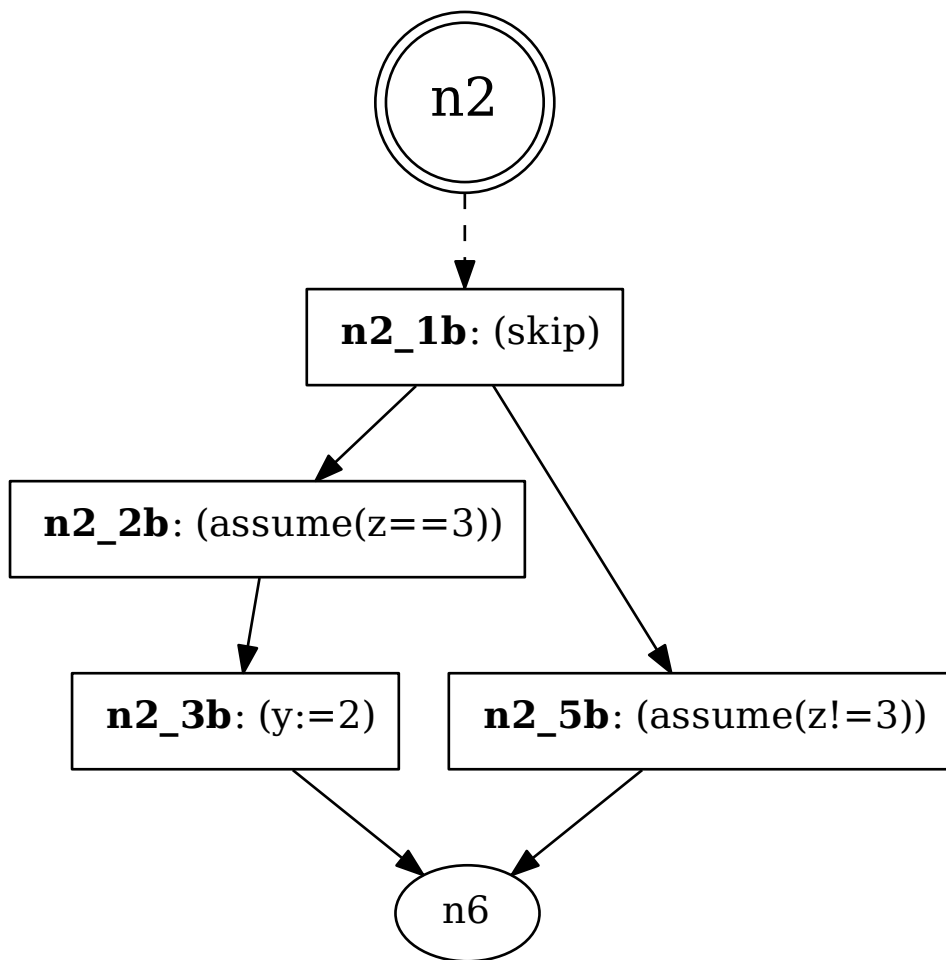 n2
n2_1b: (skip)
n2_2b: (assume(z==3))
n2_3b: (y:=2)
n2_5b: (assume(z!=3))
n6